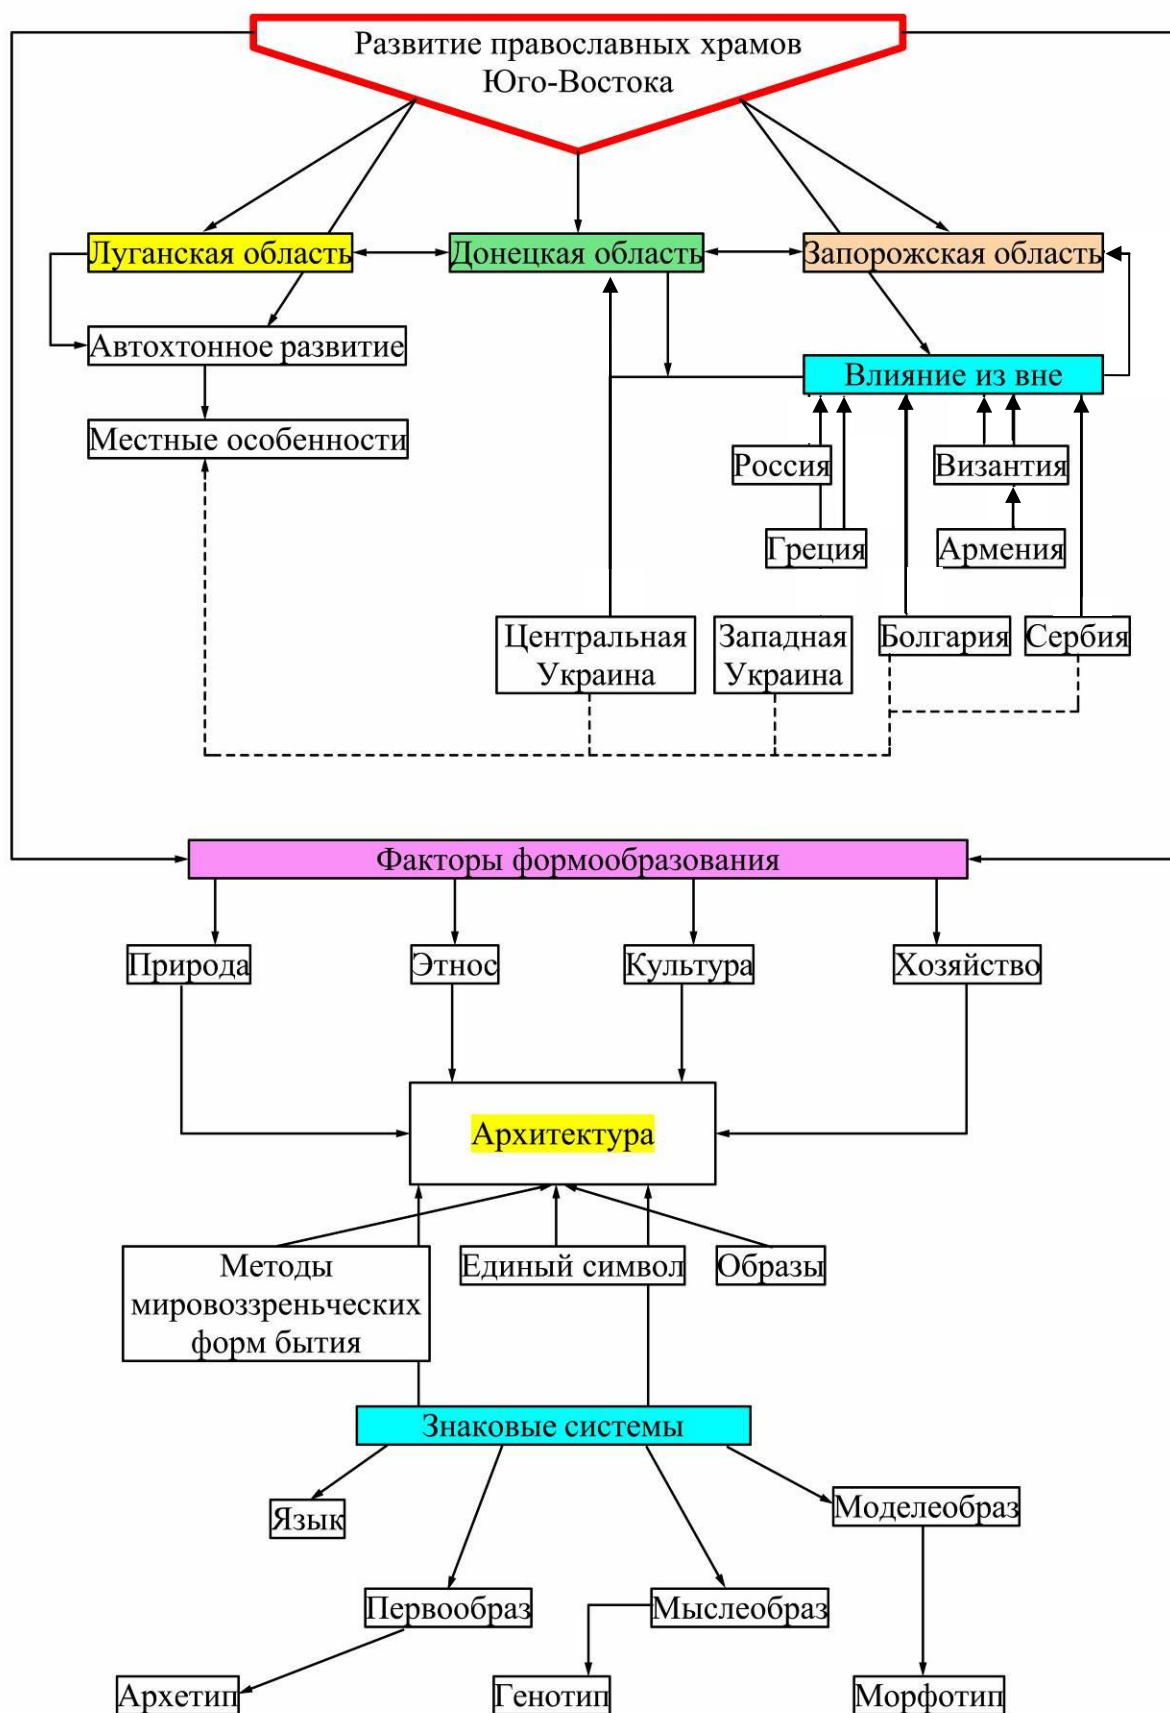 Развитие православных храмов
Юго-Востока
Луганская область
Донецкая область
Запорожская область
Автохтонное развитие
Влияние из вне
Местные особенности
Россия
Византия
Греция
Армения
Центральная
Украина
Западная
Украина
Болгария
Сербия
Факторы формообразования
Природа
Этнос
Культура
Хозяйство
Архитектура
Методы
мировоззреньческих
форм бытия
Единый символ
Образы
Знаковые системы
Язык
Моделеобраз
Первообраз
Мыслеобраз
Архетип
Генотип
Морфотип